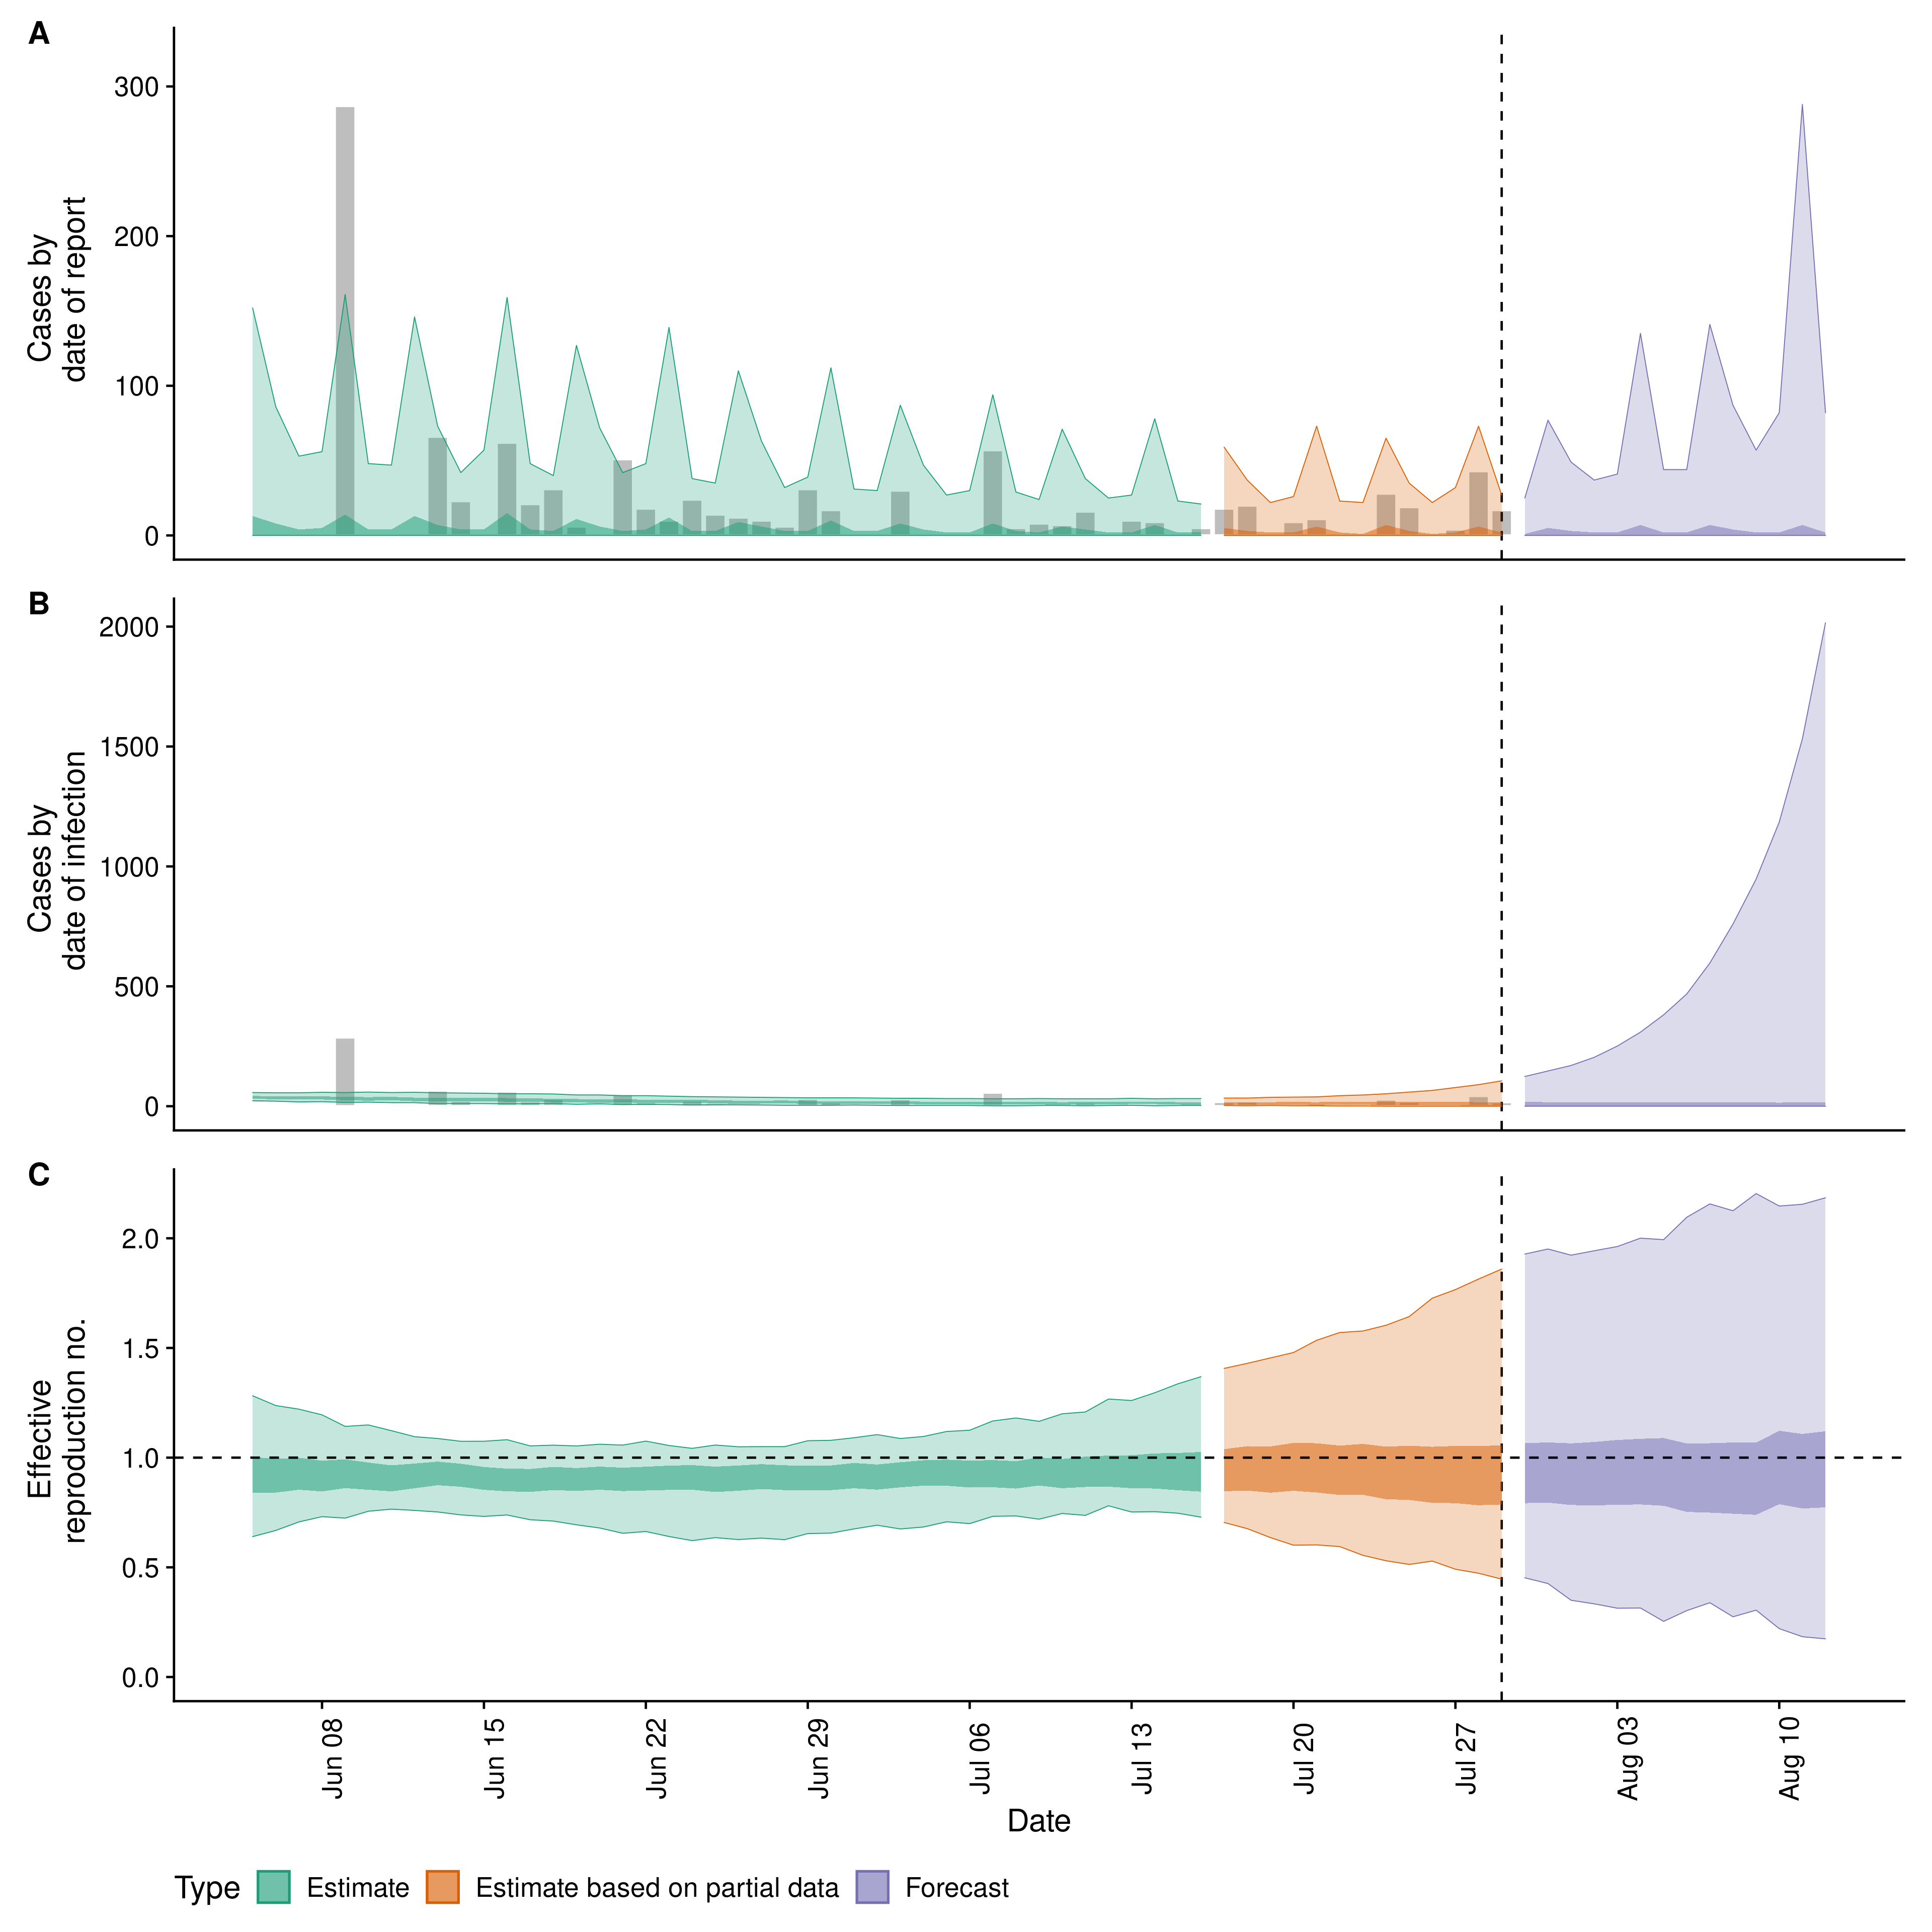 A
300
200
100
0
Cases by
date of report
B
2000
1500
1000
500
0
Cases by
date of infection
C
2.0
1.5
1.0
0.5
0.0
Effective
reproduction no.
Jun 08
Jun 15
Jun 22
Jun 29
Jul 06
Jul 13
Jul 20
Jul 27
Aug 03
Aug 10
Date
Type Estimate Estimate based on partial data Forecast